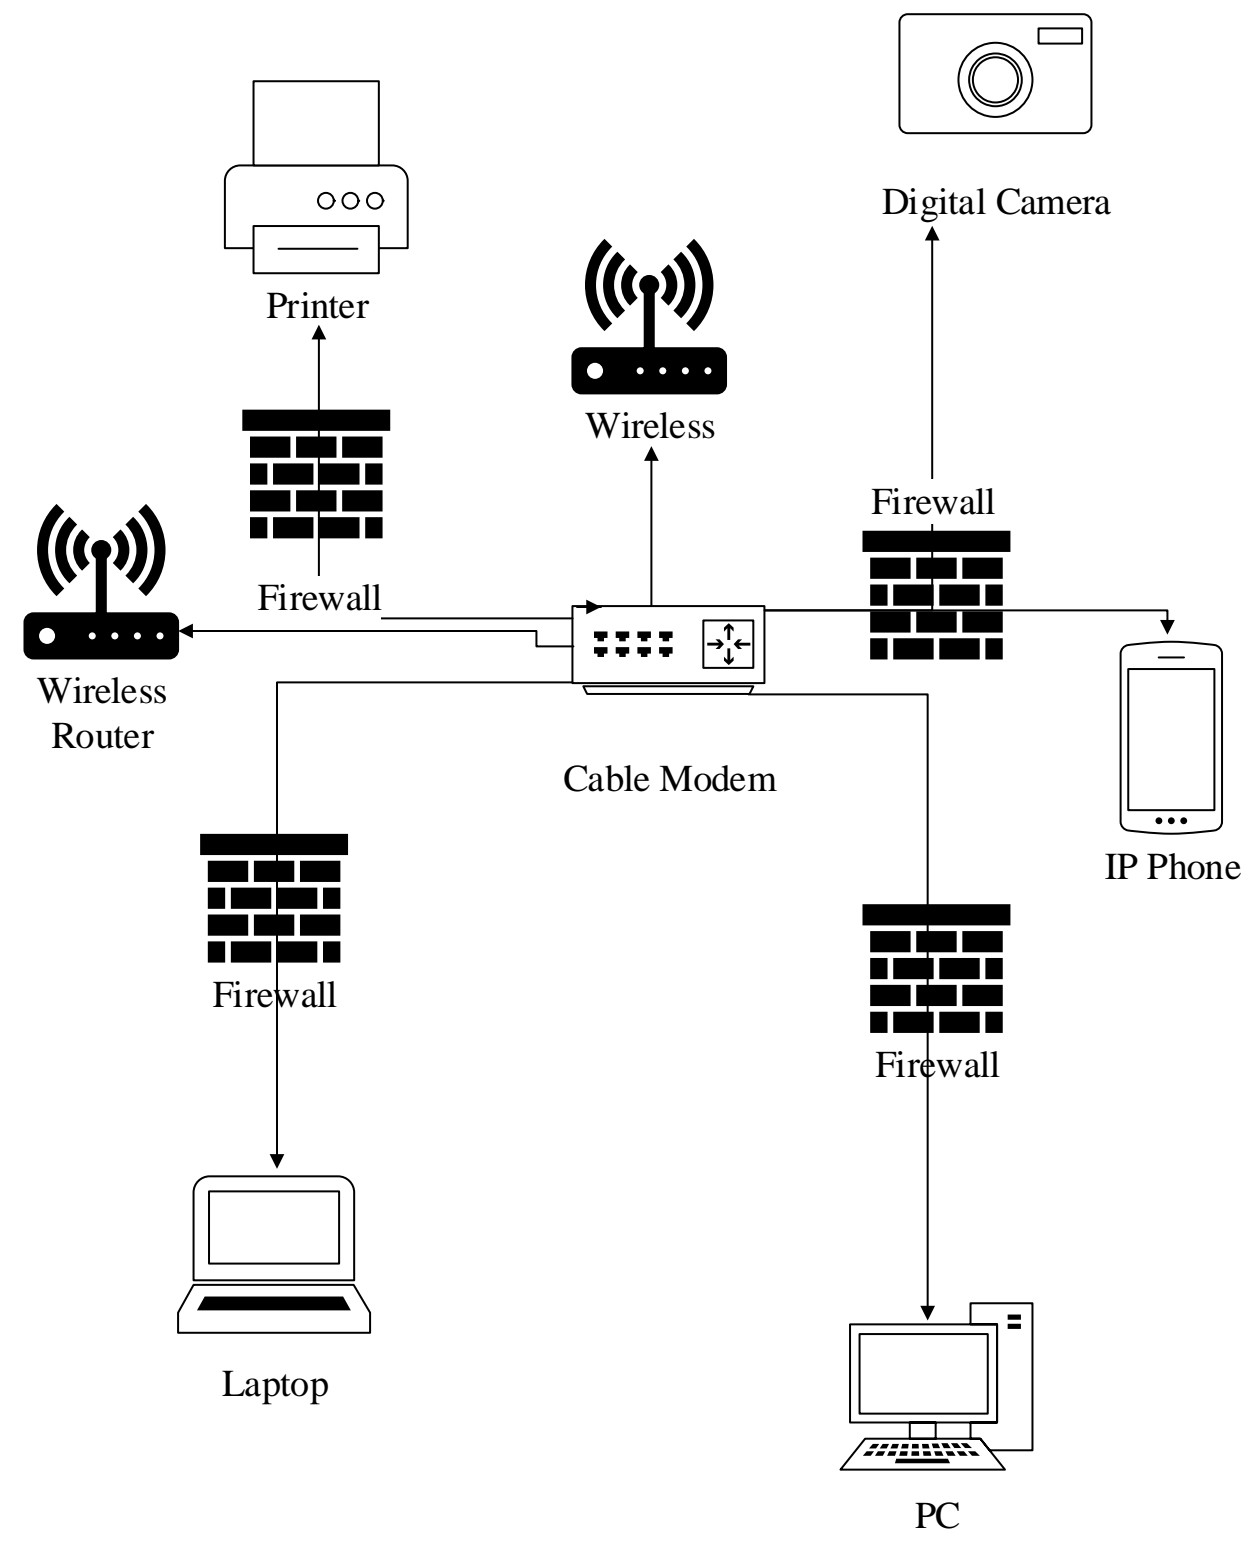 Digital Camera
Printer
Wireless
Firewall
Firewall
Wireless
Router
Cable Modem
IP Phone
Firewall
Firewall
Laptop
PC